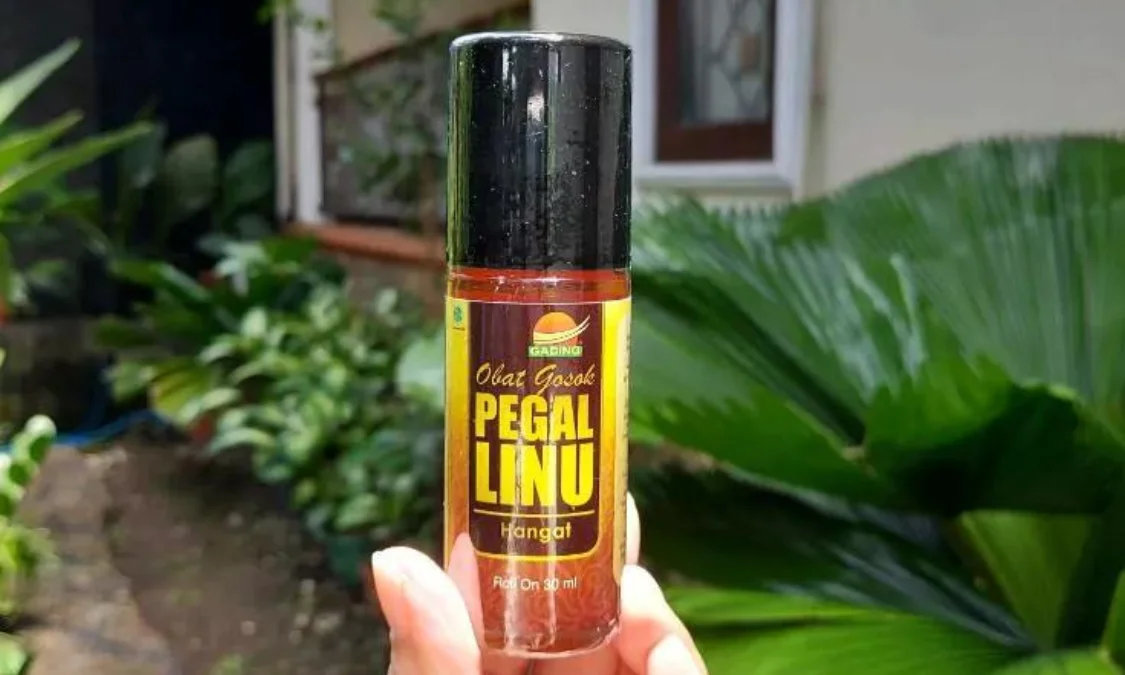 GADING
Obat Gosok
PEGAL
LINU
Hangat
Roll On 30 ml